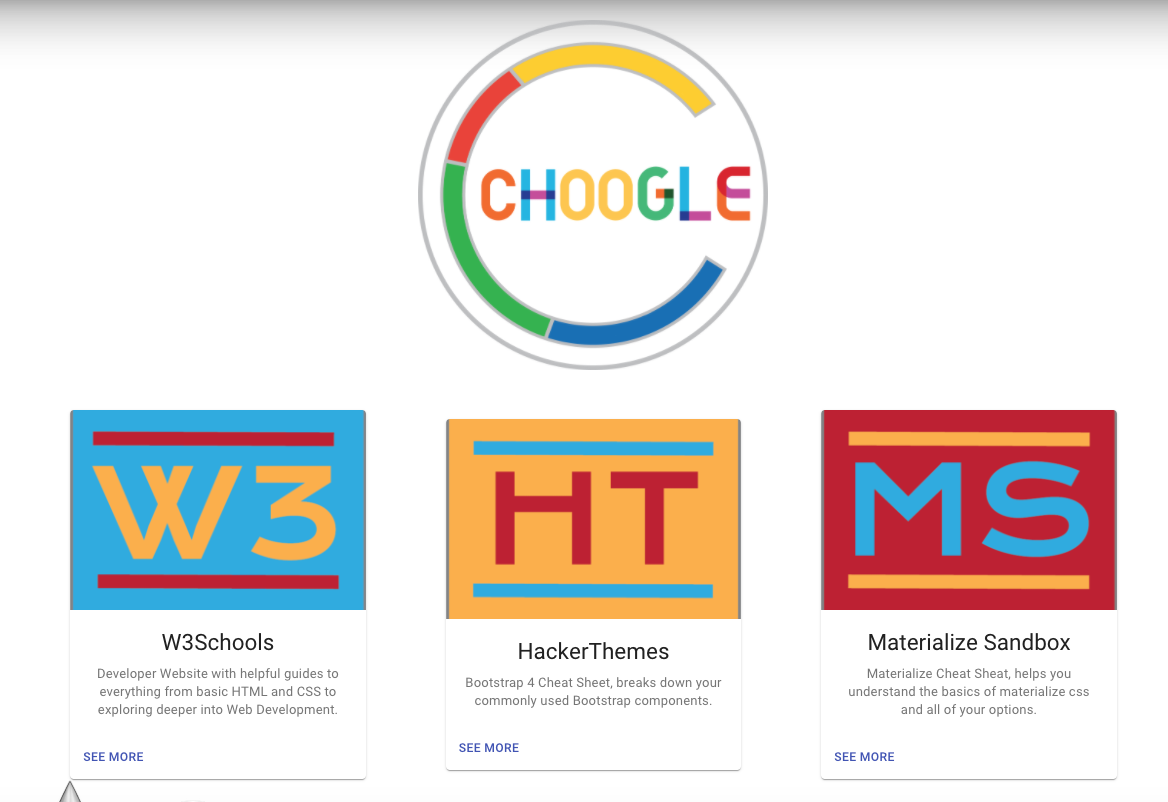 CHOOGLE
W3
W3Schools
Developer Website with helpful guides to
everything from basic HTML and CSS to
exploring deeper into Web Development.
SEE MORE
HT
HackerThemes
Bootstrap 4 Cheat Sheet, breaks down your
commonly used Bootstrap components.
SEE MORE
MS
Materialize Sandbox
Materialize Cheat Sheat, helps you
understand the basics of materialize css
and all of your options.
SEE MORE